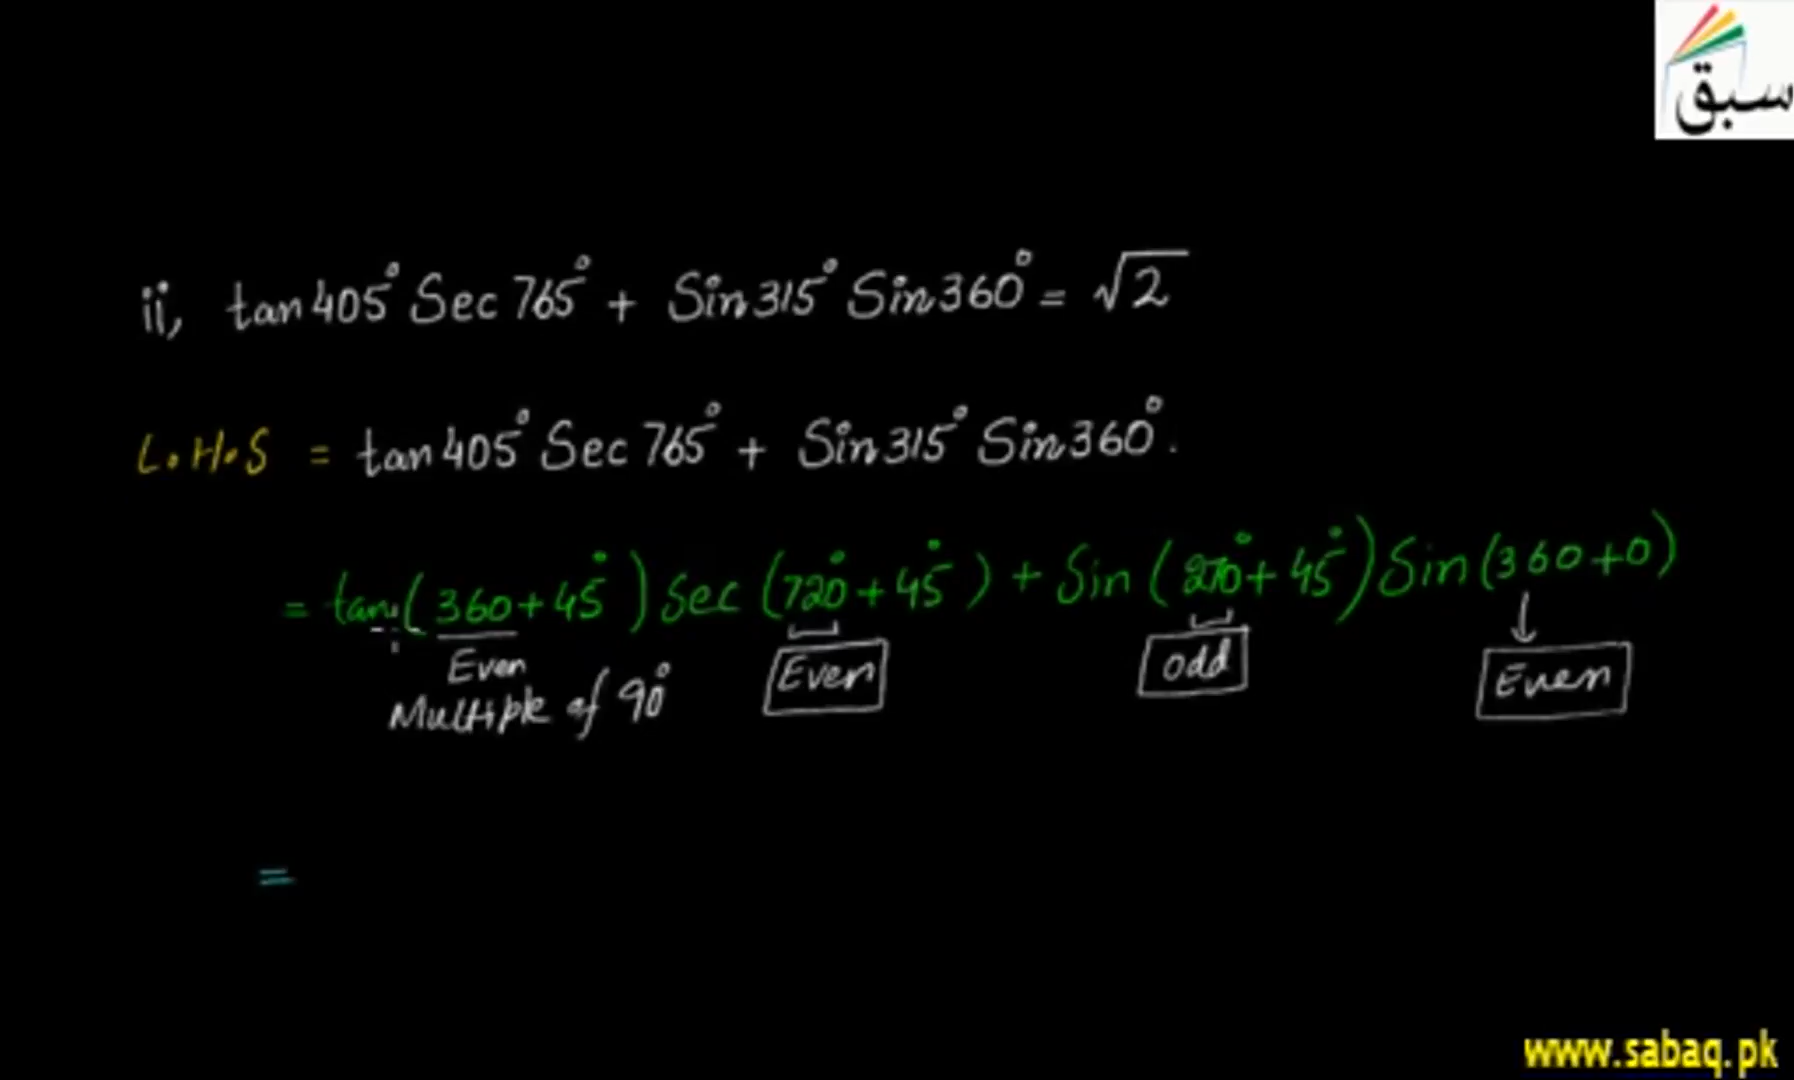 سبق
ii, tan 405° Sec 765° + Sin 315° Sin 360° = √2
L.H.S = tan 405° Sec 765° + Sin 315° Sin 360°.
= tan (360 + 45°) Sec (720° + 45°) + Sin (270° + 45°) Sin (360 + 0)
Even Even odd Even
Multiple of 90°
=
www.sabaq.pk